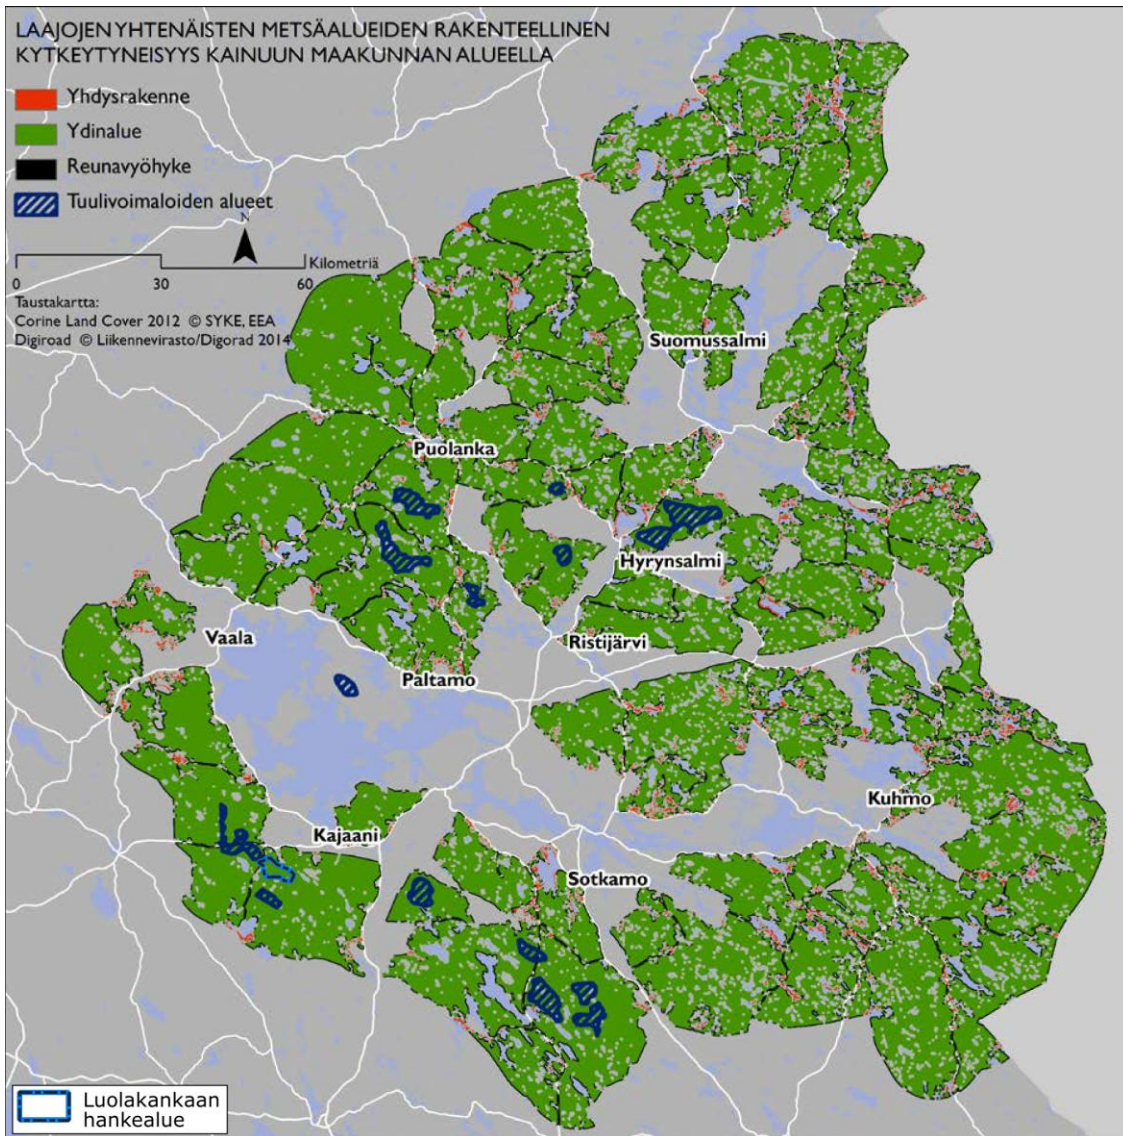 LAAJOJEN YHTENÄISTEN METSÄALUEIDEN RAKENTEELLINEN
KYTKEYTYNEISYYS KAINUUN MAAKUNNAN ALUEELLA
Yhdysrakenne
Ydinalue
Reunavyöhyke
Tuulivoimaloiden alueet
N
Kilometriä
0 30 60
Taustakartta:
Corine Land Cover 2012 © SYKE, EEA
Digiroad © Liikennevirasto/Digorad 2014
Suomussalmi
Puolanka
Hyrynsalmi
Vaala
Ristijärvi
Paltamo
Kuhmo
Kajaani
Sotkamo
Luolakankaan
hankealue